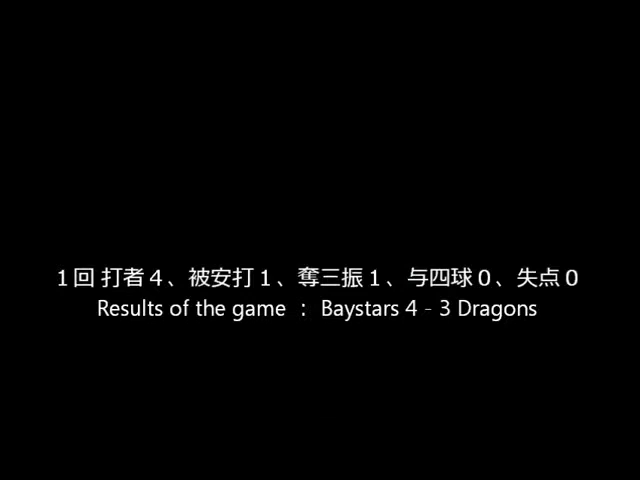 １回 打者４、被安打１、奪三振１、与四球０、失点０
Results of the game ： Baystars 4 - 3 Dragons